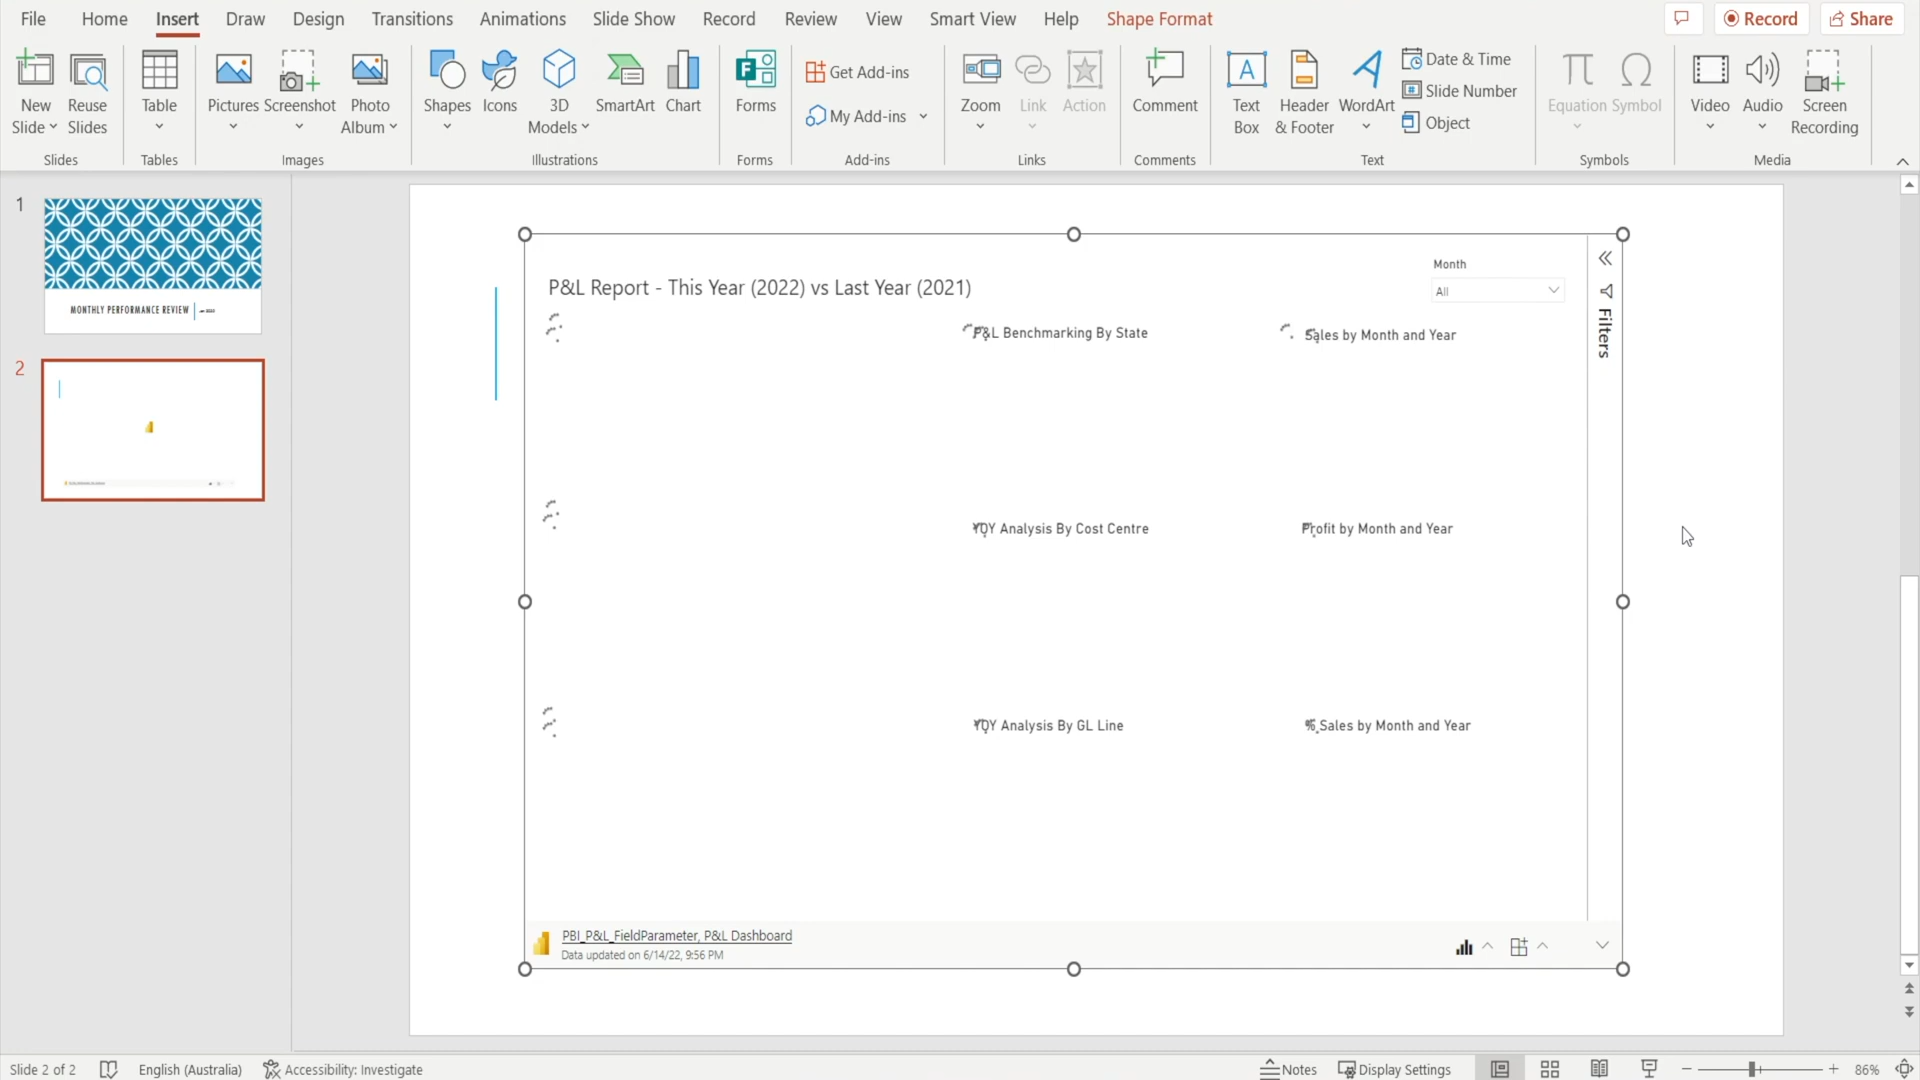 File Home Insert Draw Design Transitions Animations Slide Show Record Review View Smart View Help Shape Format Record Share
New Slide
Reuse Slides
Table
Pictures
Screenshot
Photo Album
Shapes
Icons
3D Models
SmartArt
Chart
Forms
Get Add-ins
My Add-ins
Zoom
Link
Action
Comment
Text Box
Header & Footer
WordArt
Date & Time
Slide Number
Object
Equation
Symbol
Video
Audio
Screen Recording
Slides Tables Images Illustrations Forms Add-ins Links Comments Text Symbols Media
1
MONTHLY PERFORMANCE REVIEW
2
Month
P&L Report - This Year (2022) vs Last Year (2021)
All
Filters
P&L Benchmarking By State
Sales by Month and Year
YOY Analysis By Cost Centre
Profit by Month and Year
YOY Analysis By GL Line
% Sales by Month and Year
PBI_P&L_FieldParameter, P&L Dashboard
Data updated on 6/14/22, 9:56 PM
Slide 2 of 2 English (Australia) Accessibility: Investigate Notes Display Settings 86%